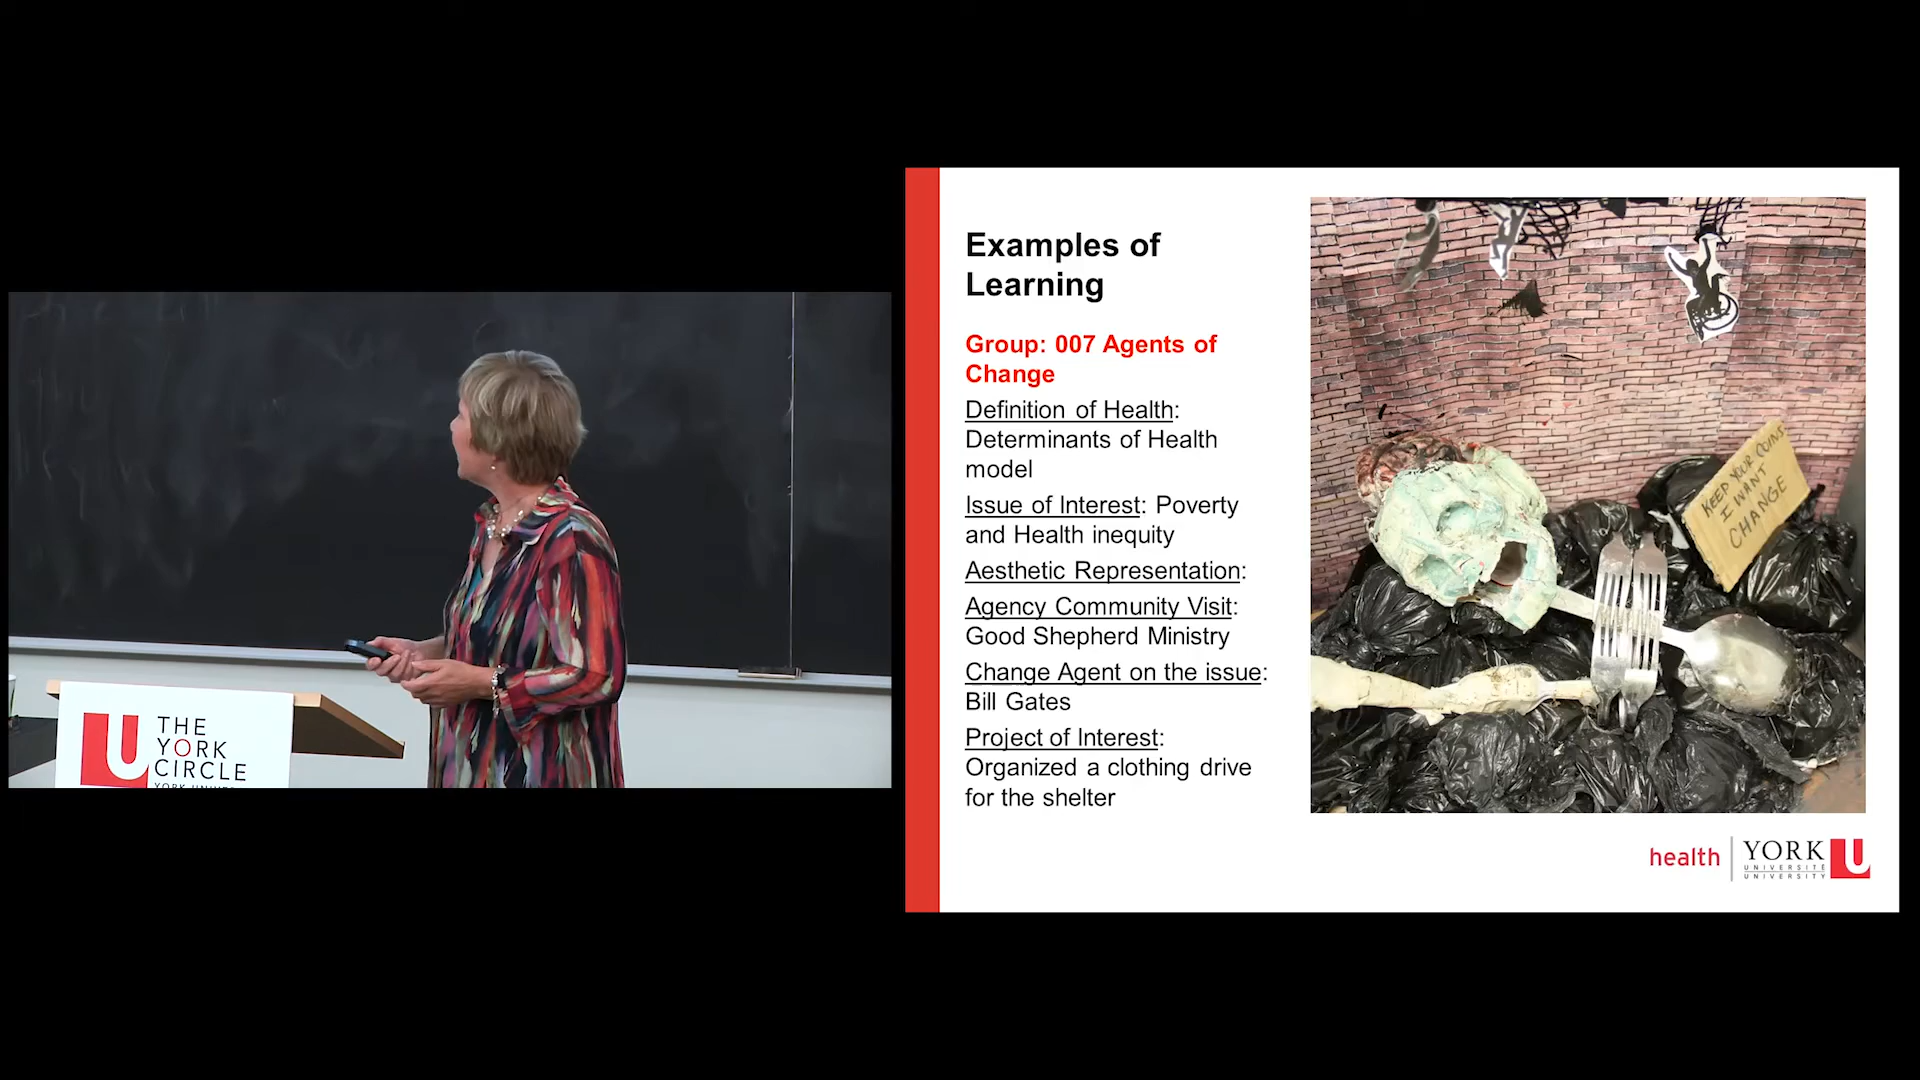 THE
YORK
CIRCLE
Examples of
Learning
Group: 007 Agents of
Change
Definition of Health:
Determinants of Health
model
Issue of Interest: Poverty
and Health inequity
Aesthetic Representation:
Agency Community Visit:
Good Shepherd Ministry
Change Agent on the issue:
Bill Gates
Project of Interest:
Organized a clothing drive
for the shelter
KEEP YOUR COINS
I WANT
CHANGE
health
YORK
UNIVERSITÉ
UNIVERSITY